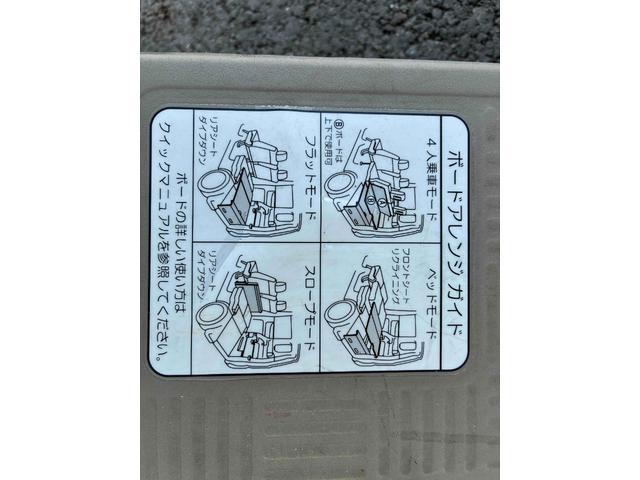 ボードアレンジ ガイド
4人乗車モード
Ⓑボードは
上下で使用可
Ⓐ
Ⓑ
ベッドモード
フロントシート
リクライニング
フラットモード
リアシート
ダイブダウン
スロープモード
リアシート
ダイブダウン
ボードの詳しい使い方は
クイックマニュアルを参照してください。